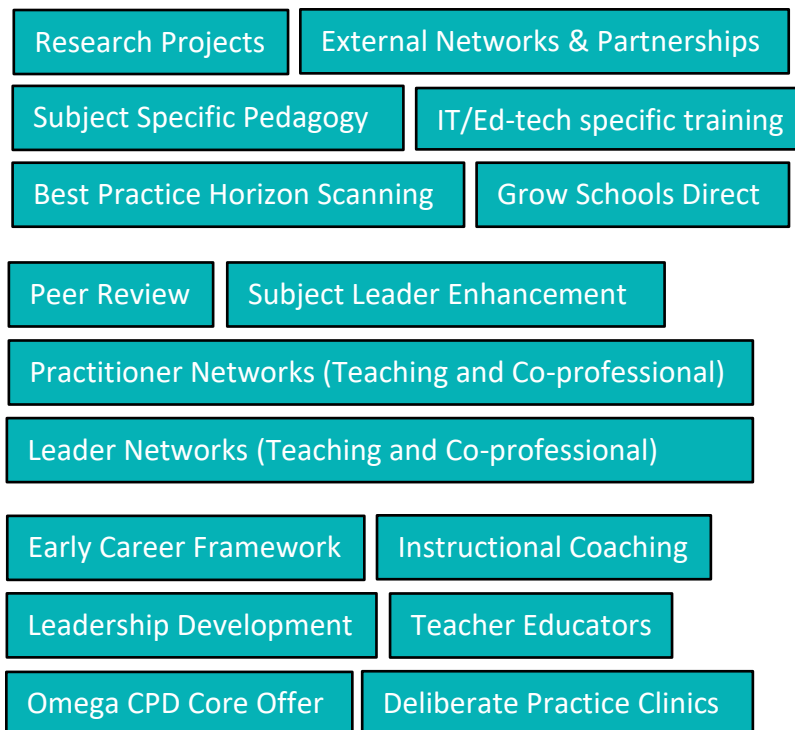 Research Projects
External Networks & Partnerships
Subject Specific Pedagogy
IT/Ed-tech specific training
Best Practice Horizon Scanning
Grow Schools Direct
Peer Review
Subject Leader Enhancement
Practitioner Networks (Teaching and Co-professional)
Leader Networks (Teaching and Co-professional)
Early Career Framework
Instructional Coaching
Leadership Development
Teacher Educators
Omega CPD Core Offer
Deliberate Practice Clinics